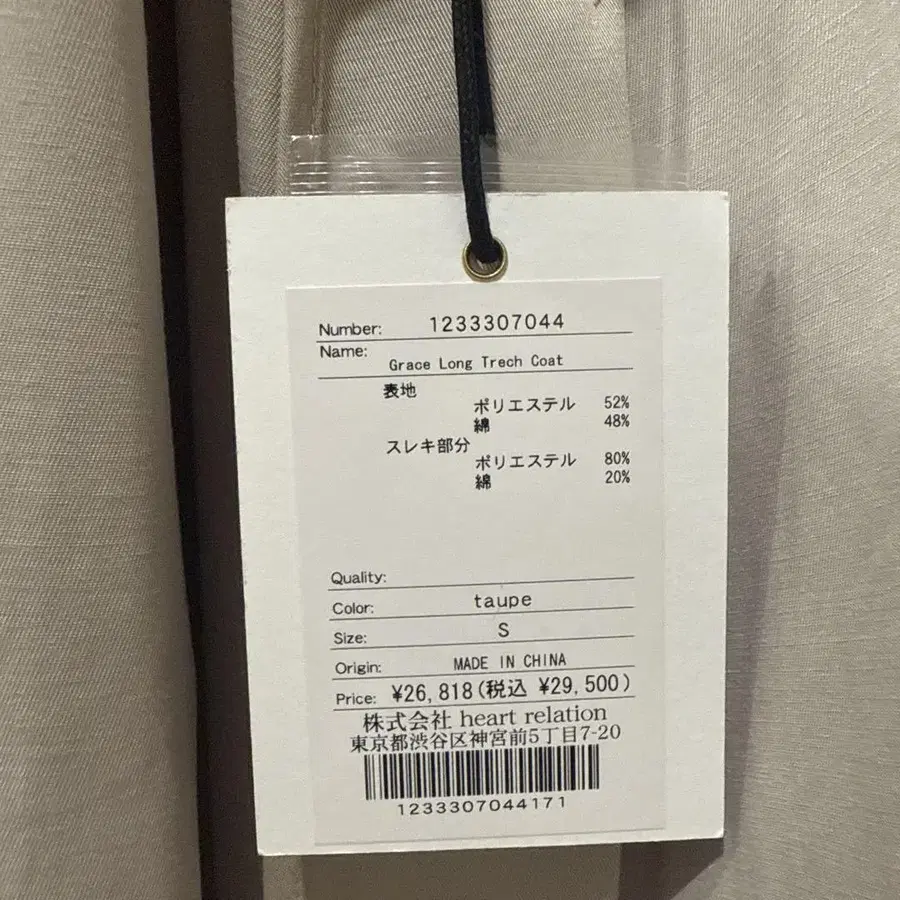 Number: 1233307044
Name:
Grace Long Trech Coat
表地
ポリエステル 52%
綿 48%
スレキ部分
ポリエステル 80%
綿 20%
Quality:
Color: taupe
Size: S
Origin: MADE IN CHINA
Price: ¥26,818(税込 ¥29,500)
株式会社 heart relation
東京都渋谷区神宮前5丁目7-20
1233307044171